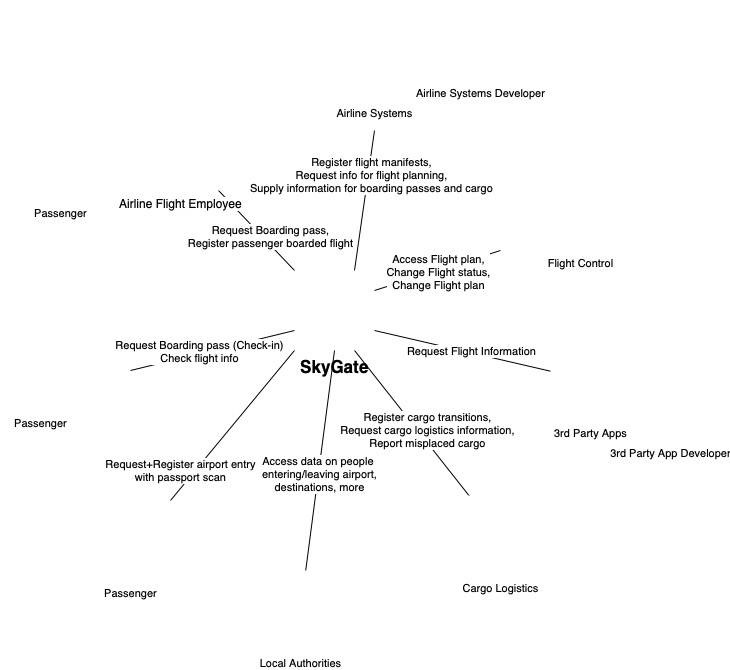 Airline Systems Developer
Airline Systems
Register flight manifests,
Request info for flight planning,
Supply information for boarding passes and cargo
Passenger
Airline Flight Employee
Request Boarding pass,
Register passenger boarded flight
Access Flight plan,
Change Flight status,
Change Flight plan
Flight Control
Request Boarding pass (Check-in)
Check flight info
Request Flight Information
SkyGate
Passenger
Register cargo transitions,
Request cargo logistics information,
Report misplaced cargo
3rd Party Apps
3rd Party App Developer
Request+Register airport entry
with passport scan
Access data on people
entering/leaving airport,
destinations, more
Passenger
Cargo Logistics
Local Authorities